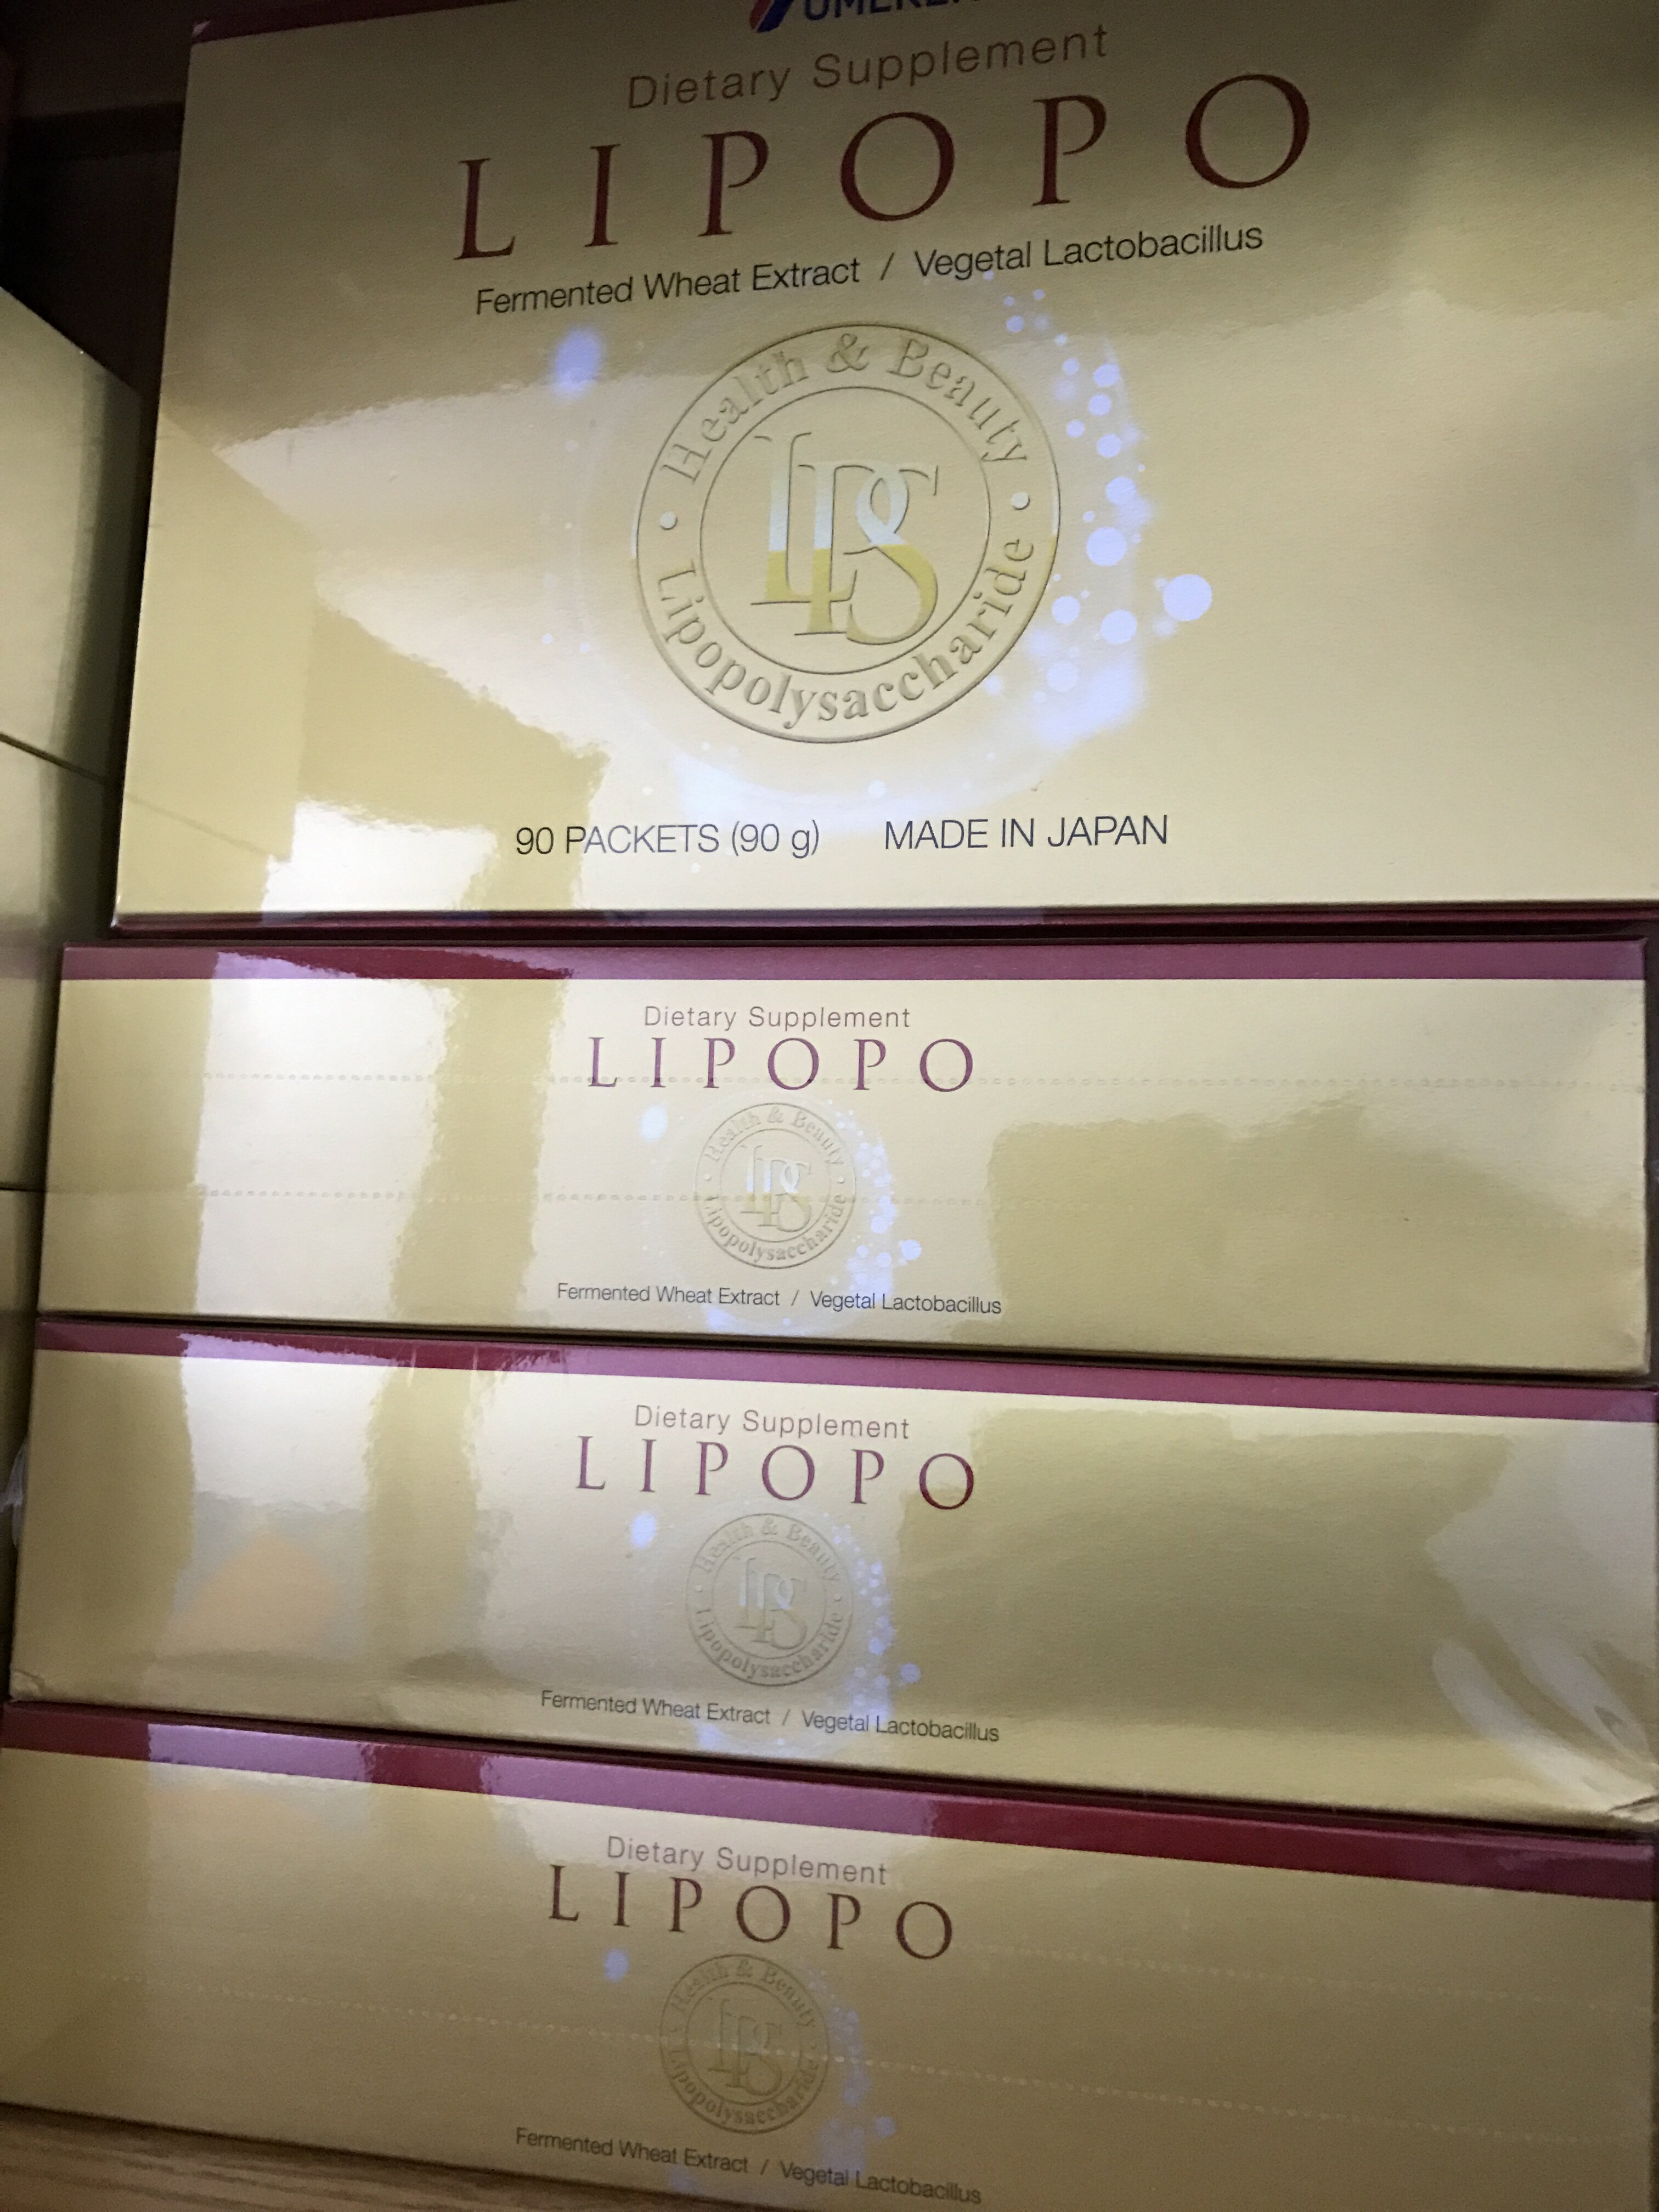 Dietary Supplement
LIPOPO
Fermented Wheat Extract / Vegetal Lactobacillus
Health & Beauty
LPS
Lipopolysaccharide
90 PACKETS (90 g) MADE IN JAPAN
Dietary Supplement
LIPOPO
Health & Beauty
LPS
Lipopolysaccharide
Fermented Wheat Extract / Vegetal Lactobacillus
Dietary Supplement
LIPOPO
Health & Beauty
LPS
Lipopolysaccharide
Fermented Wheat Extract / Vegetal Lactobacillus
Dietary Supplement
LIPOPO
Health & Beauty
LPS
Lipopolysaccharide
Fermented Wheat Extract / Vegetal Lactobacillus